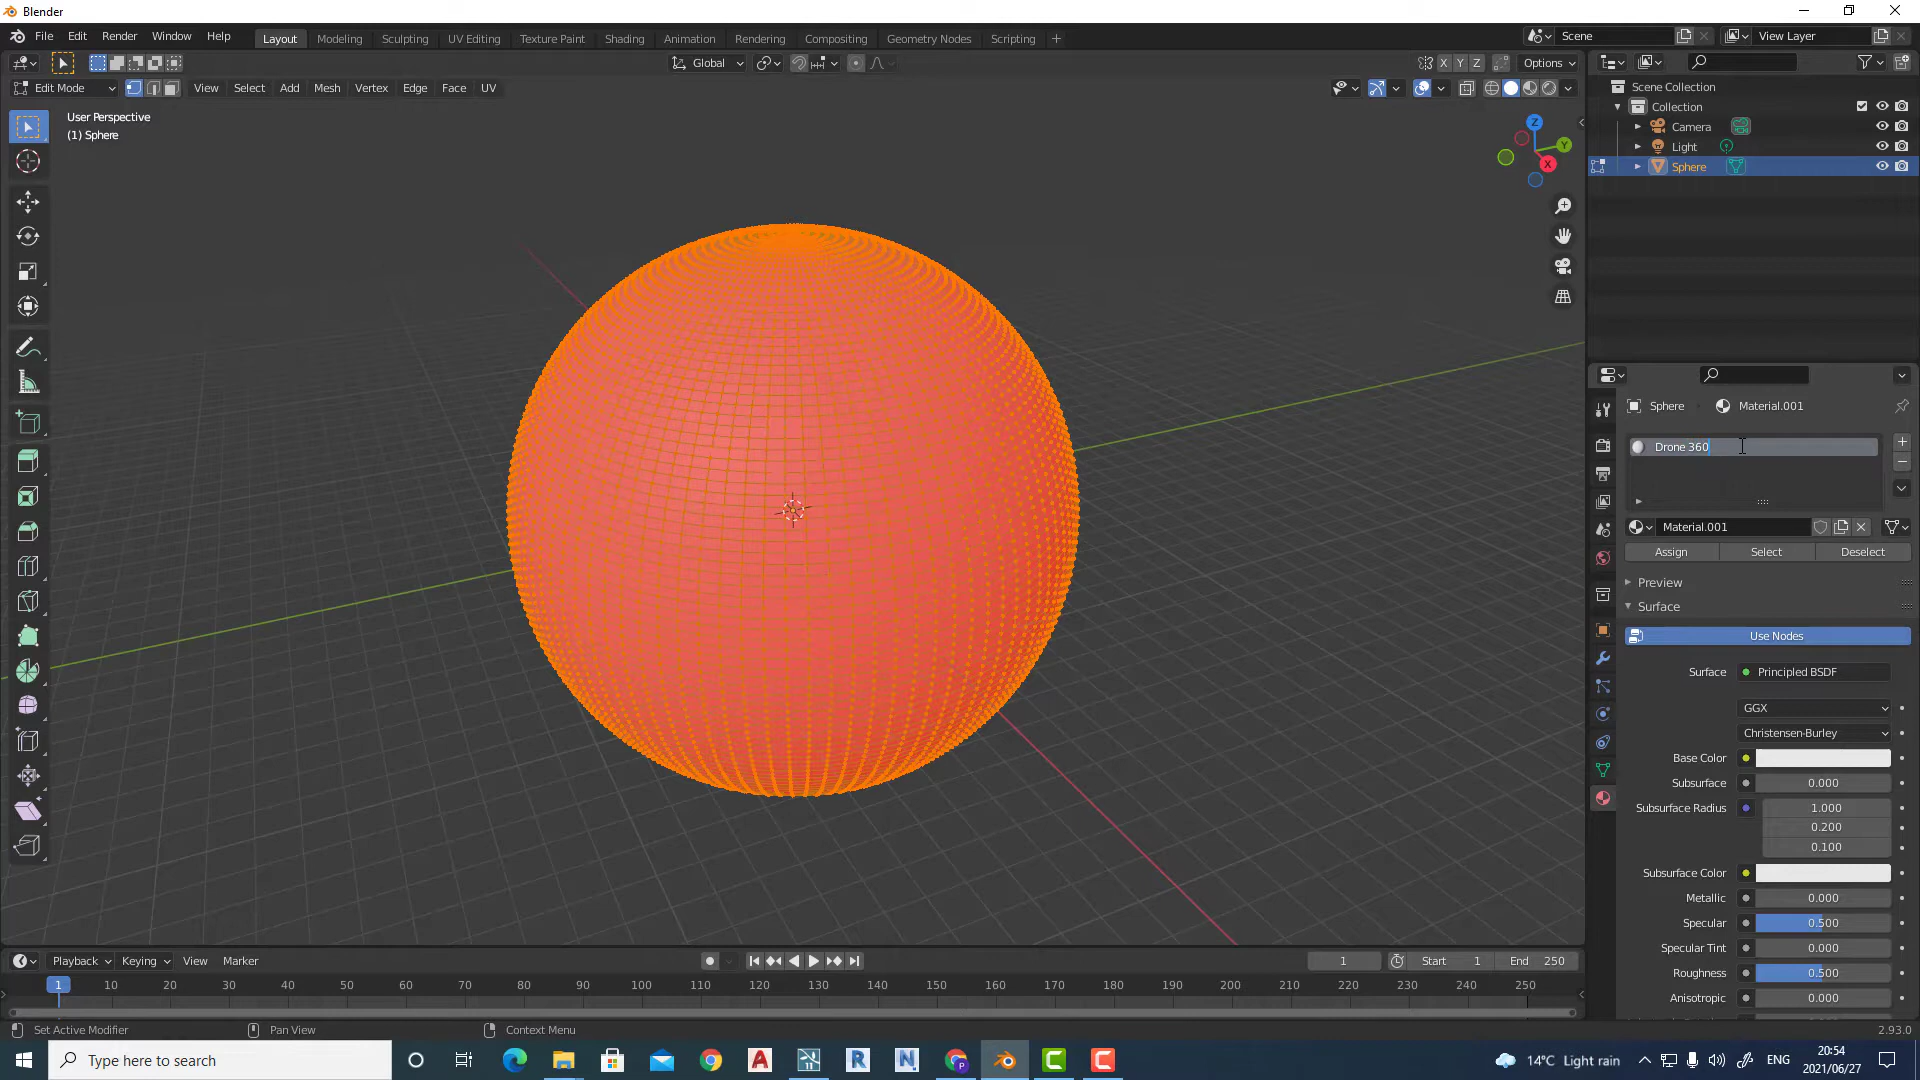 Blender
File Edit Render Window Help Layout Modeling Sculpting UV Editing Texture Paint Shading Animation Rendering Compositing Geometry Nodes Scripting + Scene View Layer
Global X Y Z Options
Edit Mode View Select Add Mesh Vertex Edge Face UV
User Perspective
(1) Sphere
Z
Y
X
Scene Collection
Collection
Camera
Light
Sphere
Sphere Material.001
Drone 360
Material.001
Assign Select Deselect
Preview
Surface
Use Nodes
Surface Principled BSDF
GGX
Christensen-Burley
Base Color
Subsurface 0.000
Subsurface Radius 1.000
0.200
0.100
Subsurface Color
Metallic 0.000
Specular 0.500
Specular Tint 0.000
Roughness 0.500
Anisotropic 0.000
Playback Keying View Marker 1 Start 1 End 250
1 10 20 30 40 50 60 70 80 90 100 110 120 130 140 150 160 170 180 190 200 210 220 230 240 250
Set Active Modifier Pan View Context Menu 2.93.0
Type here to search 14°C Light rain ENG 20:54
2021/06/27